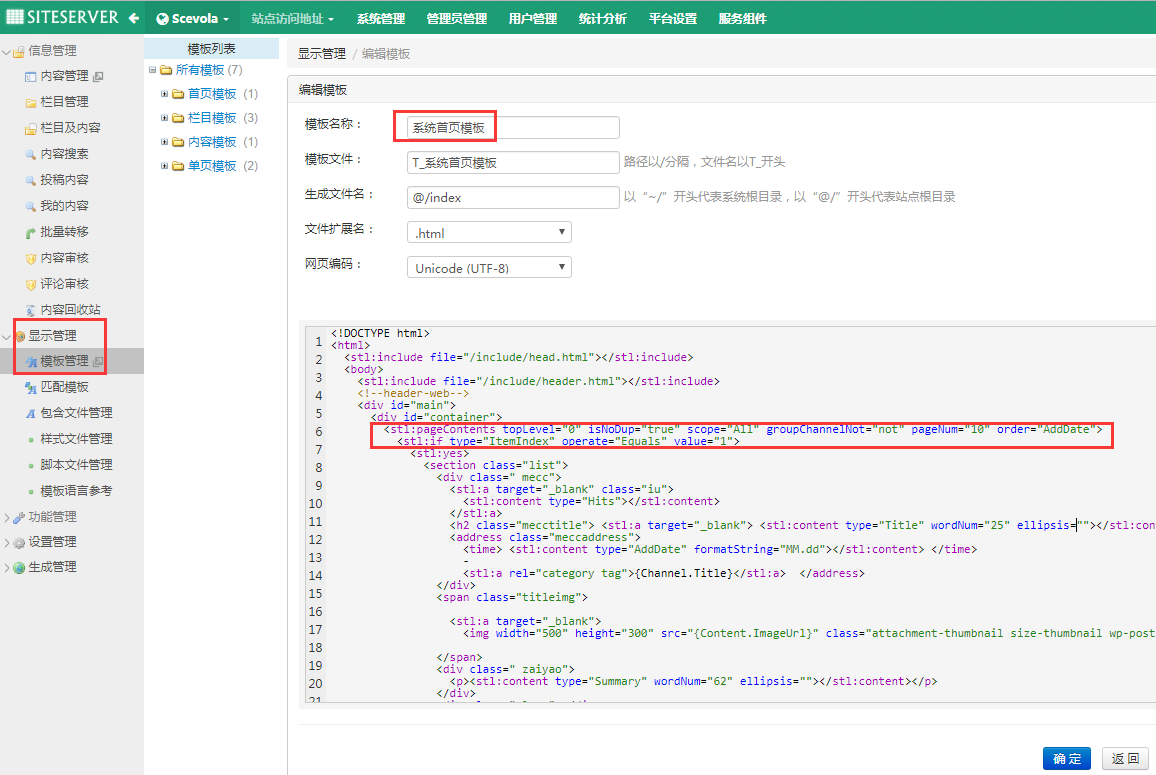 SITESERVER
Scevola
站点访问地址
系统管理
管理员管理
用户管理
统计分析
平台设置
服务组件
信息管理
内容管理
栏目管理
栏目及内容
内容搜索
投稿内容
我的内容
批量转移
内容审核
评论审核
内容回收站
显示管理
模板管理
匹配模板
包含文件管理
样式文件管理
脚本文件管理
模板语言参考
功能管理
设置管理
生成管理
模板列表
所有模板 (7)
首页模板 (1)
栏目模板 (3)
内容模板 (1)
单页模板 (2)
显示管理 / 编辑模板
编辑模板
模板名称：
系统首页模板
模板文件：
T_系统首页模板
路径以/分隔，文件名以T_开头
生成文件名：
@/index
以“~/”开头代表系统根目录，以“@/”开头代表站点根目录
文件扩展名：
.html
网页编码：
Unicode (UTF-8)
1
2
3
4
5
6
7
8
9
10
11
12
13
14
15
16
17
18
19
20
21
<!DOCTYPE html>
<html>
<stl:include file="/include/head.html"></stl:include>
<body>
<stl:include file="/include/header.html"></stl:include>
<!--header-web-->
<div id="main">
<div id="container">
<stl:pageContents topLevel="0" isNoDup="true" scope="All" groupChannelNot="not" pageNum="10" order="AddDate">
<stl:if type="ItemIndex" operate="Equals" value="1">
<stl:yes>
<section class="list">
<div class=" mecc">
<stl:a target="_blank" class="iu">
<stl:content type="Hits"></stl:content>
</stl:a>
<h2 class="mecctitle"> <stl:a target="_blank"> <stl:content type="Title" wordNum="25" ellipsis=""></stl:cont
<address class="meccaddress">
<time> <stl:content type="AddDate" formatString="MM.dd"></stl:content> </time>
-
<stl:a rel="category tag">{Channel.Title}</stl:a> </address>
</div>
<span class="titleimg">
<stl:a target="_blank">
<img width="500" height="300" src="{Content.ImageUrl}" class="attachment-thumbnail size-thumbnail wp-post
</span>
<div class=" zaiyao">
<p><stl:content type="Summary" wordNum="62" ellipsis=""></stl:content></p>
</div>
确 定
返 回